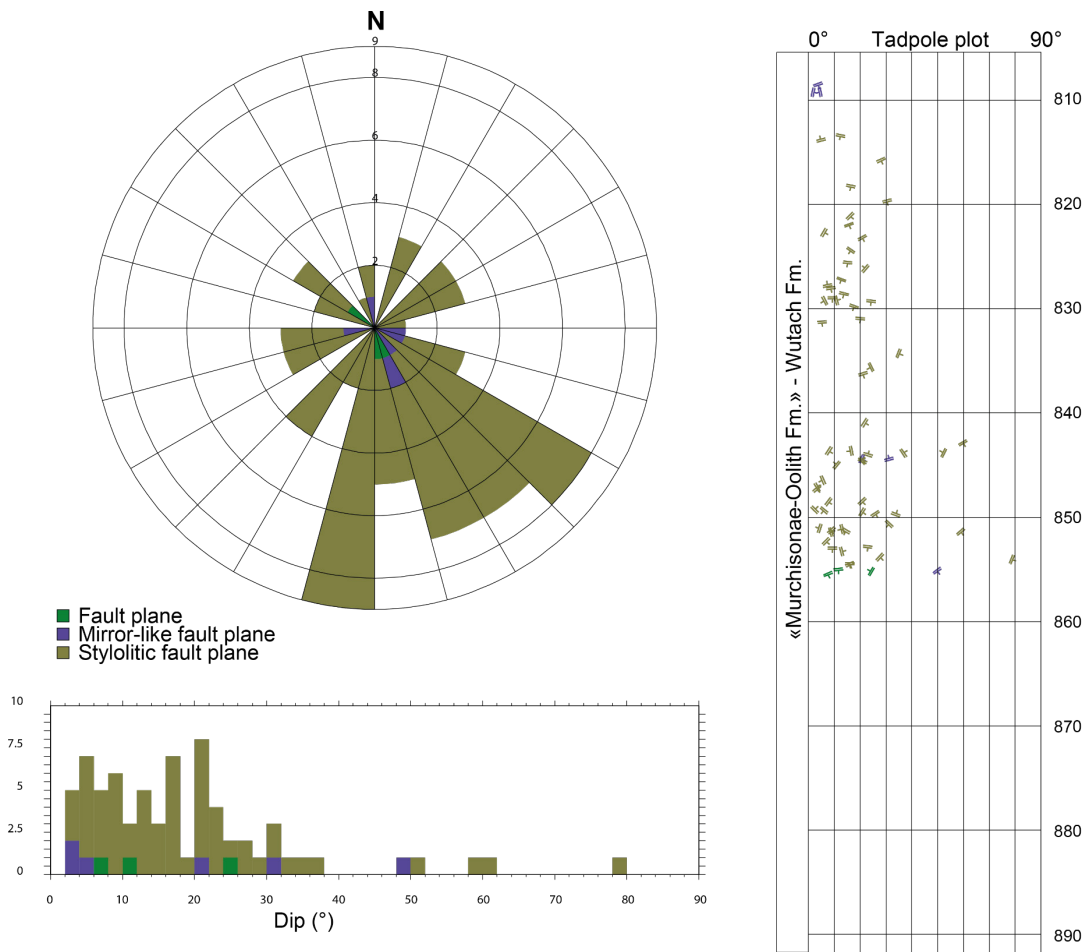 N
9
8
6
4
2
Fault plane
Mirror-like fault plane
Stylolitic fault plane
10
7.5
5
2.5
0
0 10 20 30 40 50 60 70 80 90
Dip (°)
0° Tadpole plot 90°
«Murchisonae-Oolith Fm.» - Wutach Fm.
810
820
830
840
850
860
870
880
890